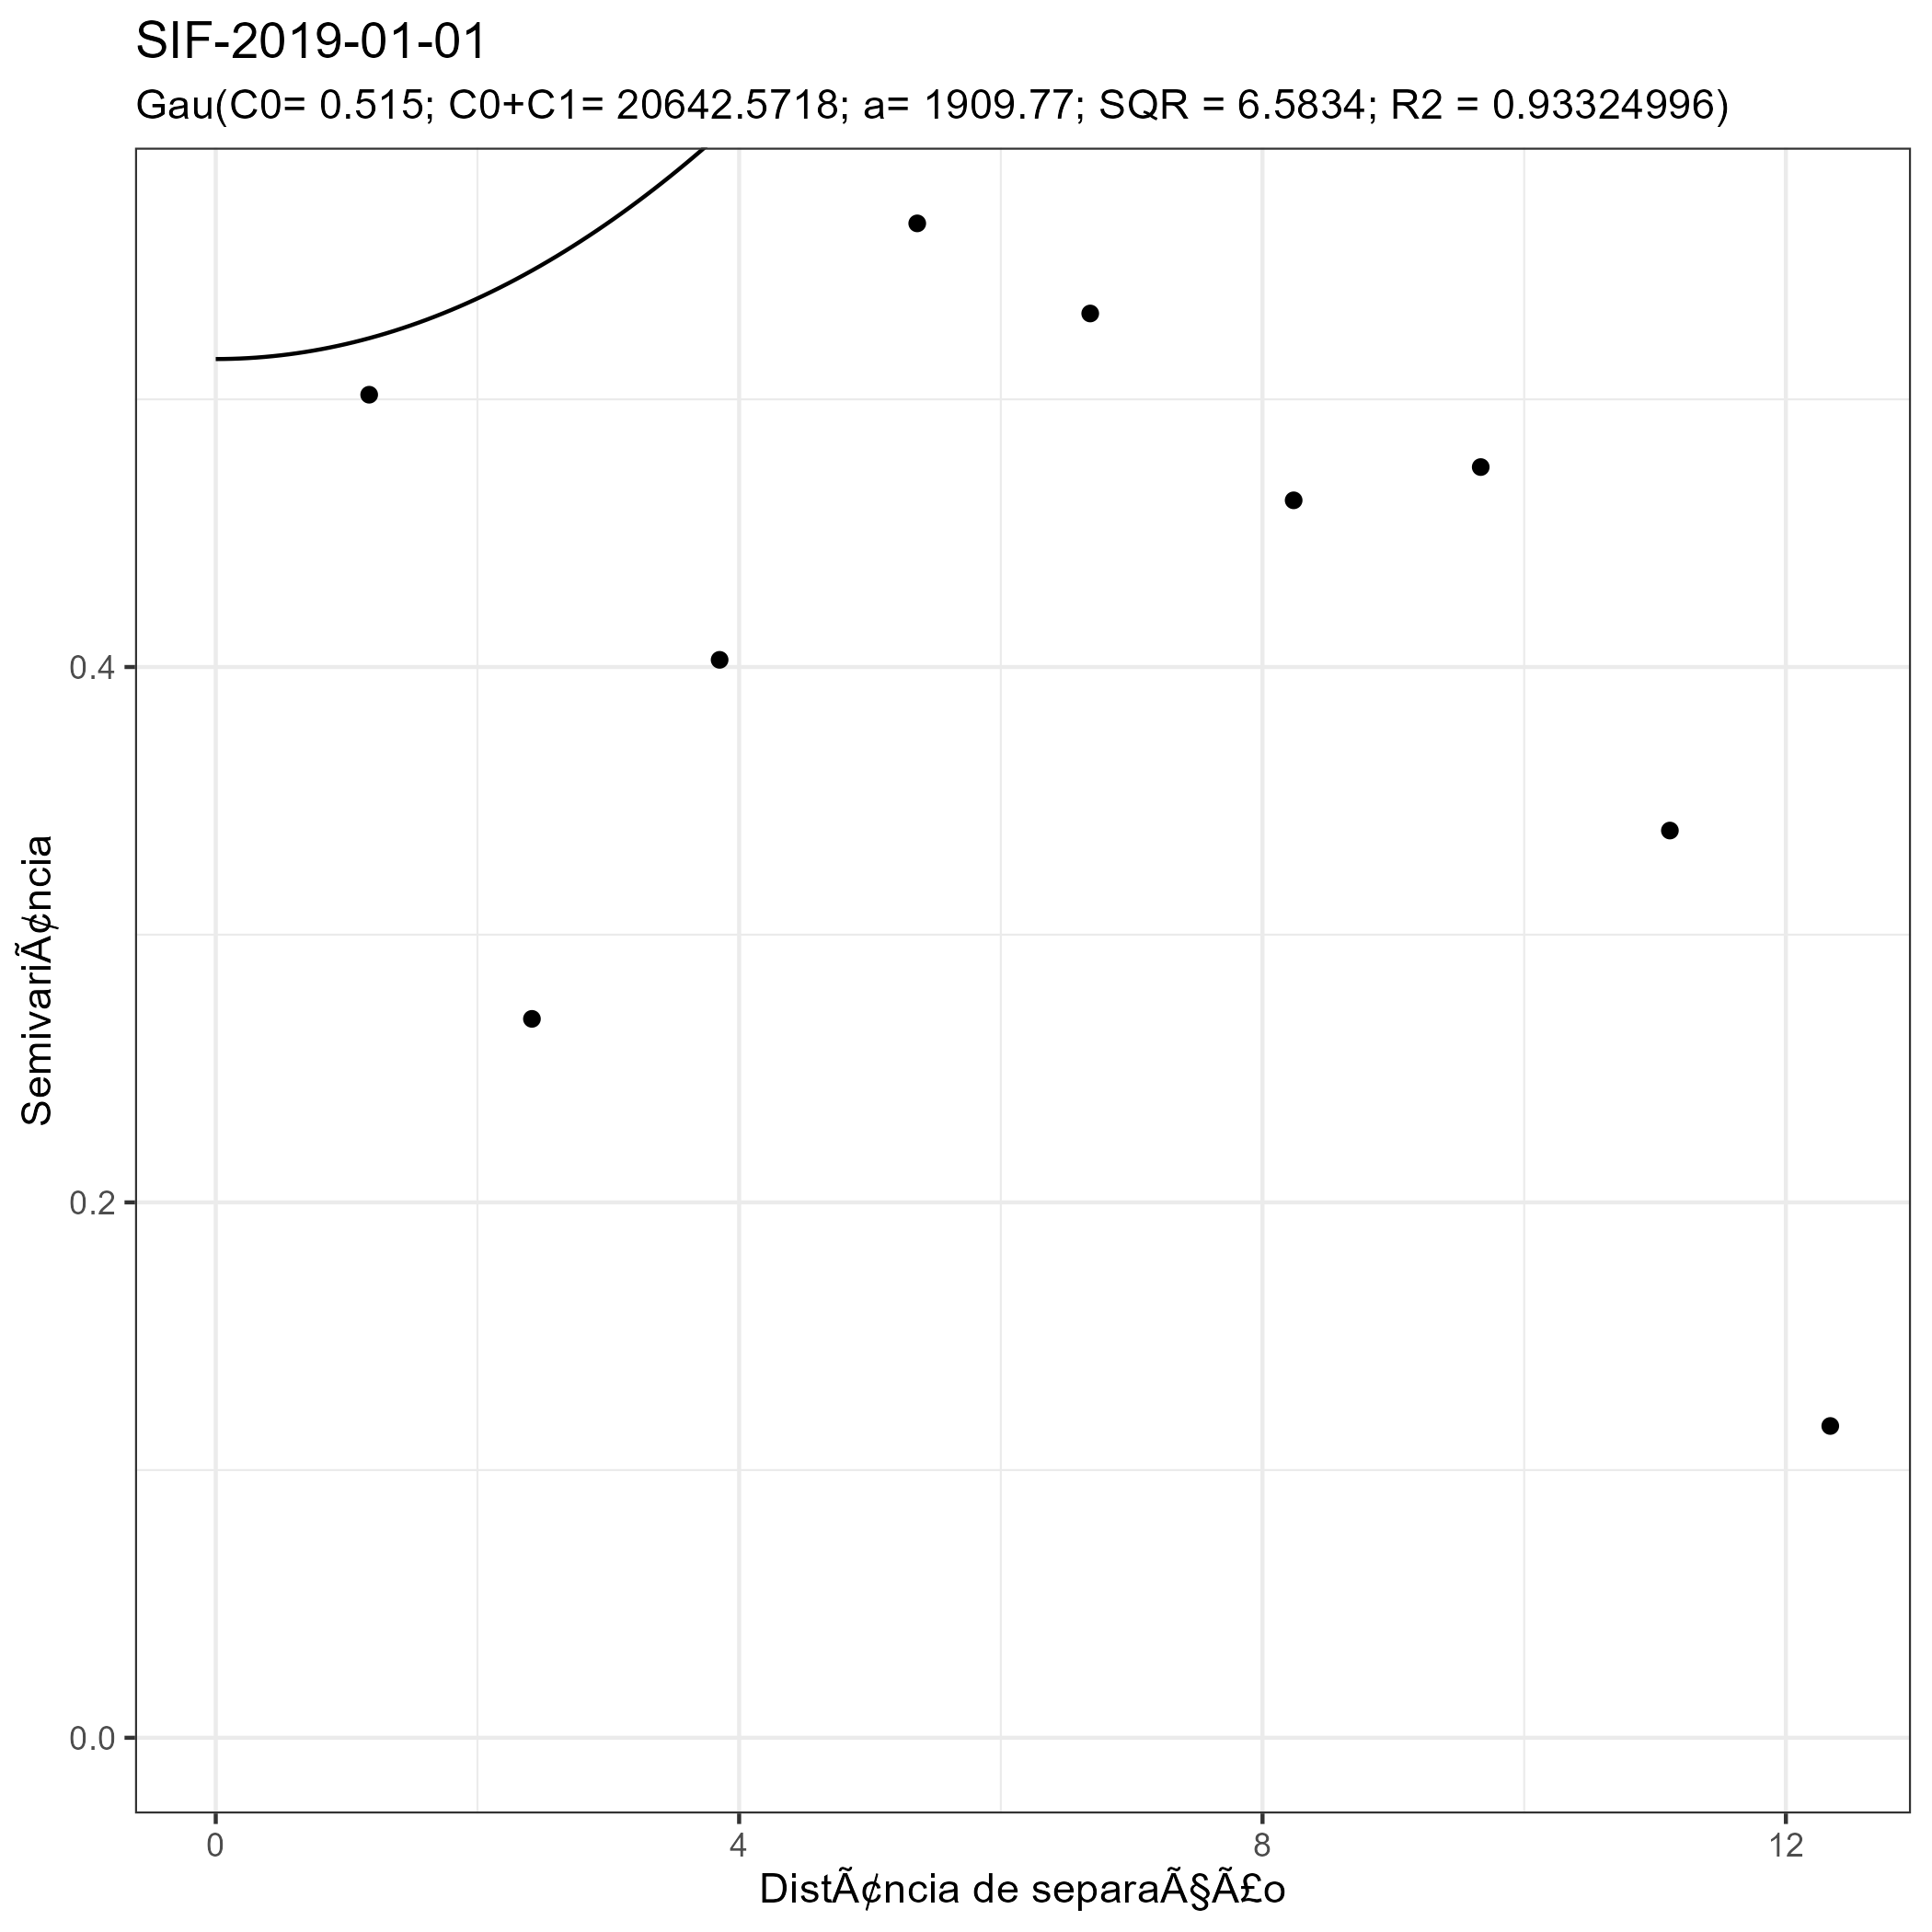 SIF-2019-01-01
Gau(C0= 0.515; C0+C1= 20642.5718; a= 1909.77; SQR = 6.5834; R2 = 0.93324996)
0.4
0.2
0.0
SemivariÃ¢ncia
0 4 8 12
DistÃ¢ncia de separaÃ§Ã£o